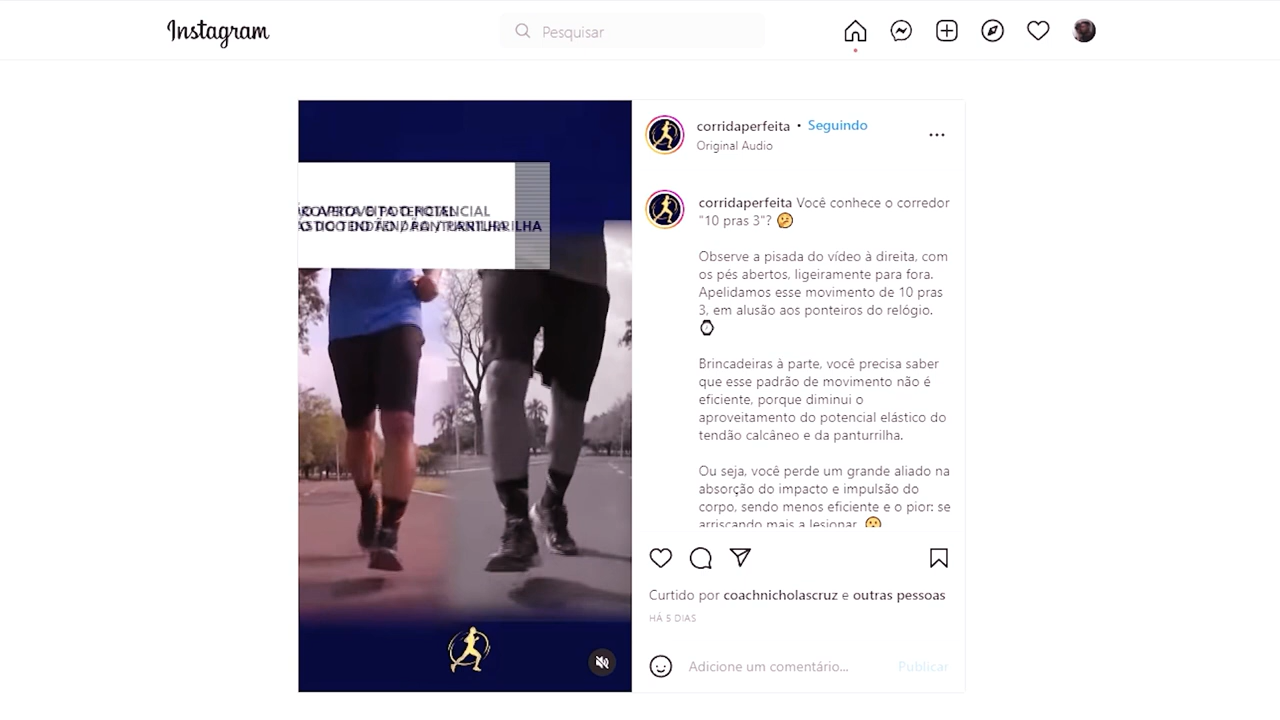 Instagram
Pesquisar
corridaperfeita • Seguindo
Original Audio
corridaperfeita Você conhece o corredor
"10 pras 3"? 🤔
Observe a pisada do vídeo à direita, com
os pés abertos, ligeiramente para fora.
Apelidamos esse movimento de 10 pras
3, em alusão aos ponteiros do relógio.
⌚
Brincadeiras à parte, você precisa saber
que esse padrão de movimento não é
eficiente, porque diminui o
aproveitamento do potencial elástico do
tendão calcâneo e da panturrilha.
Ou seja, você perde um grande aliado na
absorção do impacto e impulsão do
corpo, sendo menos eficiente e o pior: se
arriscando mais a lesionar. 😕
Curtido por coachnicholascruz e outras pessoas
HÁ 5 DIAS
Adicione um comentário...
Publicar